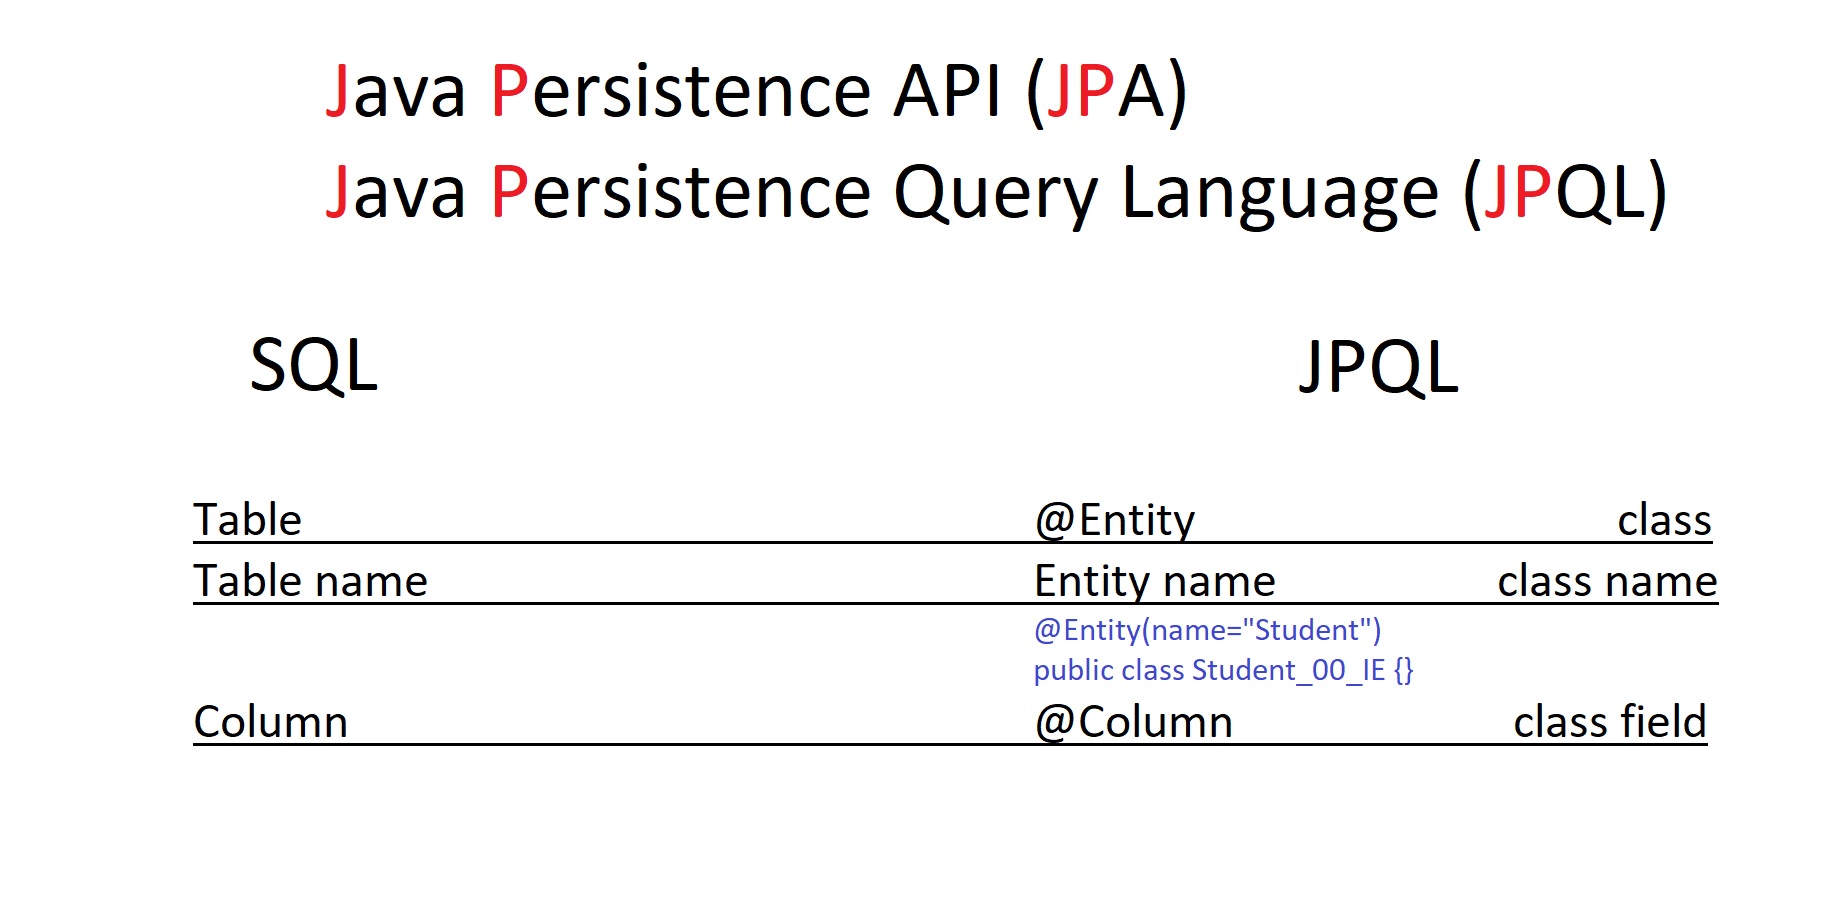 Java Persistence API (JPA)
Java Persistence Query Language (JPQL)
SQL JPQL
Table @Entity class
Table name Entity name class name
@Entity(name="Student")
public class Student_00_IE {}
Column @Column class field